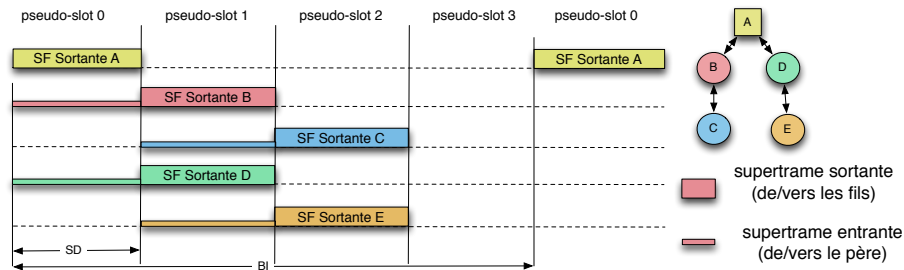 pseudo-slot 0 pseudo-slot 1 pseudo-slot 2 pseudo-slot 3 pseudo-slot 0
A
SF Sortante A SF Sortante A
B D
SF Sortante B
SF Sortante C
C E
SF Sortante D
supertrame sortante
(de/vers les fils)
SF Sortante E
supertrame entrante
(de/vers le père)
SD
BI